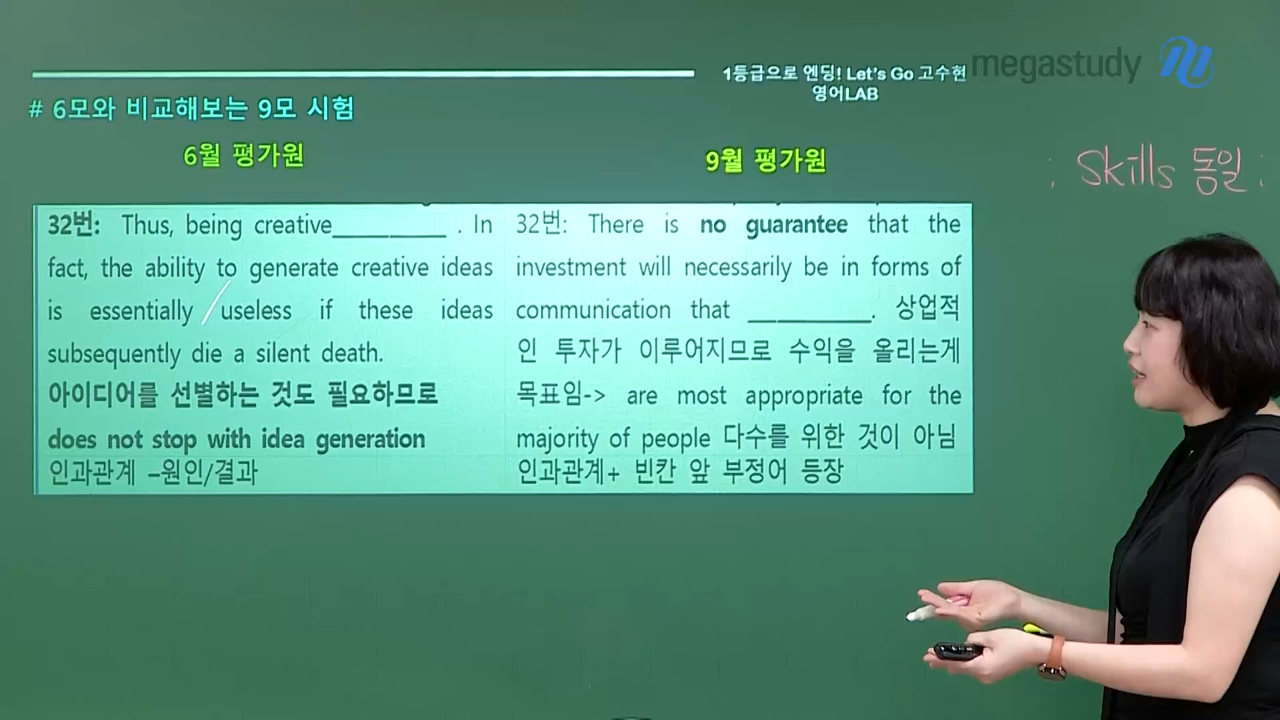 1등급으로 엔딩! Let's Go 고수현
영어LAB
megastudy
# 6모와 비교해보는 9모 시험
6월 평가원
9월 평가원
: Skills 동일 :
32번: Thus, being creative__________ . In
fact, the ability to generate creative ideas
is essentially useless if these ideas
subsequently die a silent death.
아이디어를 선별하는 것도 필요하므로
does not stop with idea generation
인과관계 –원인/결과
32번: There is no guarantee that the
investment will necessarily be in forms of
communication that ___________. 상업적
인 투자가 이루어지므로 수익을 올리는게
목표임-> are most appropriate for the
majority of people 다수를 위한 것이 아님
인과관계+ 빈칸 앞 부정어 등장